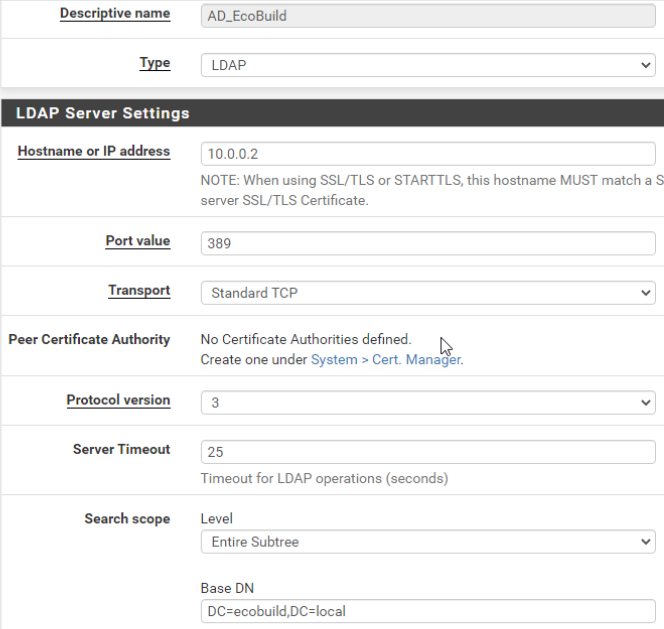 Descriptive name AD_EcoBuild
Type LDAP
LDAP Server Settings
Hostname or IP address 10.0.0.2
NOTE: When using SSL/TLS or STARTTLS, this hostname MUST match a S
server SSL/TLS Certificate.
Port value 389
Transport Standard TCP
Peer Certificate Authority No Certificate Authorities defined.
Create one under System > Cert. Manager.
Protocol version 3
Server Timeout 25
Timeout for LDAP operations (seconds)
Search scope Level
Entire Subtree
Base DN
DC=ecobuild,DC=local